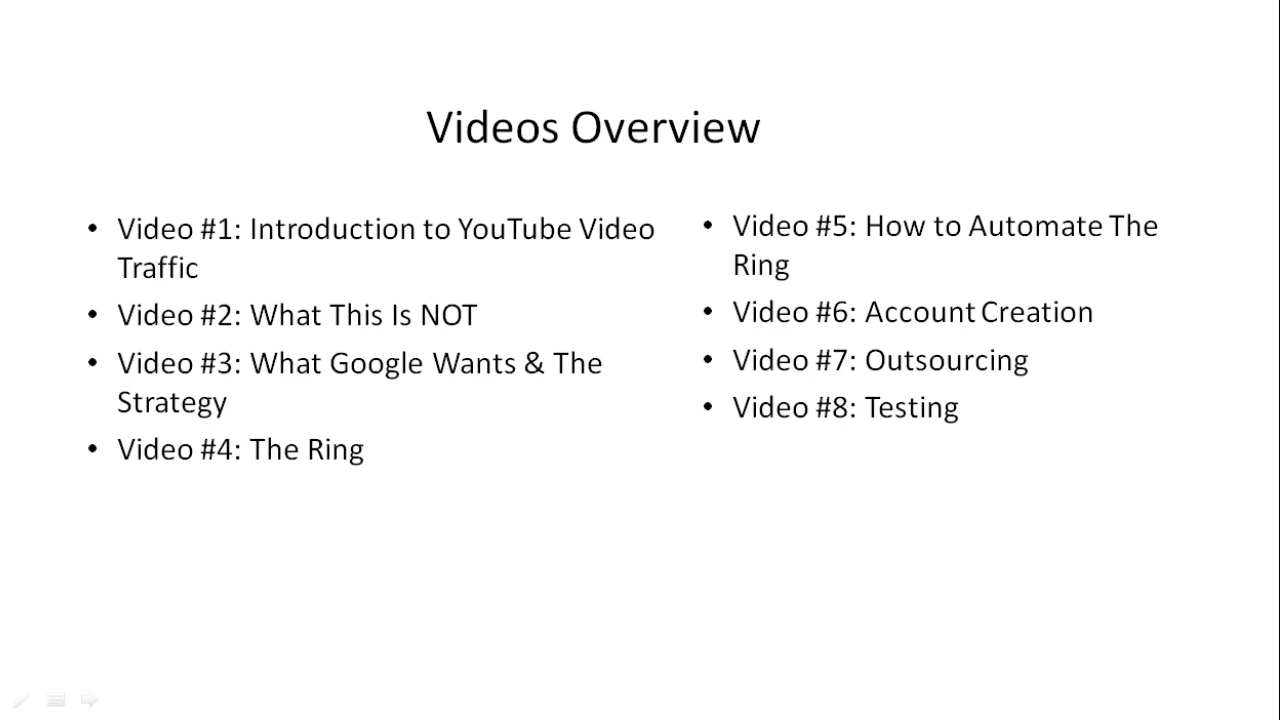 Videos Overview
• Video #1: Introduction to YouTube Video
Traffic
• Video #2: What This Is NOT
• Video #3: What Google Wants & The
Strategy
• Video #4: The Ring
• Video #5: How to Automate The
Ring
• Video #6: Account Creation
• Video #7: Outsourcing
• Video #8: Testing